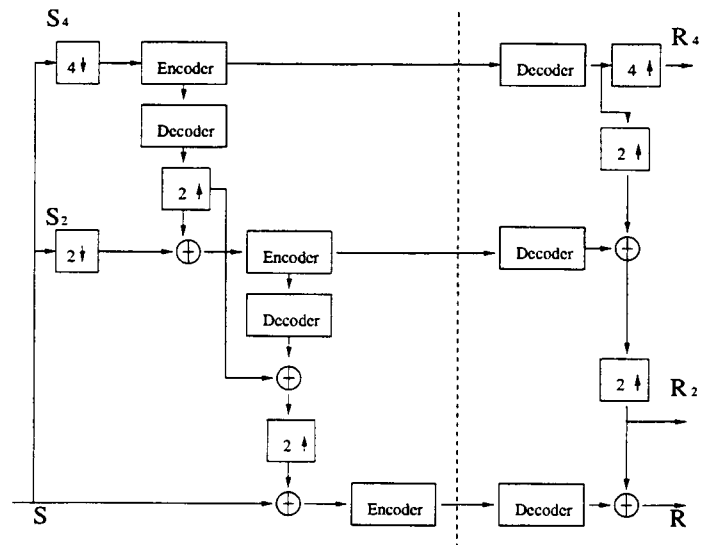 S4
R4
4↓
Encoder
Decoder
4↑
Decoder
2↑
2↑
S2
2↓
Encoder
Decoder
Decoder
2↑
R2
2↑
S
Encoder
Decoder
R